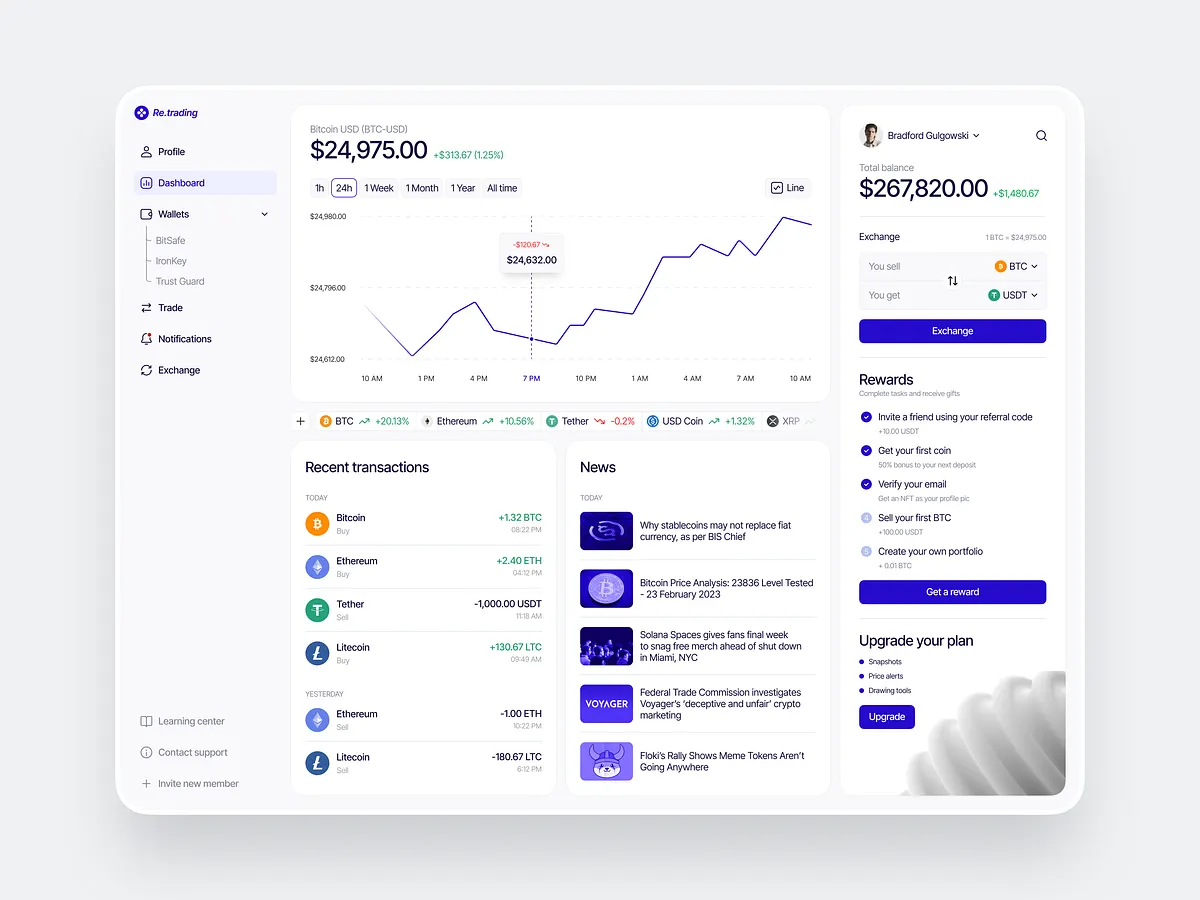 Re.trading
Profile
Dashboard
Wallets
BitSafe
IronKey
Trust Guard
Trade
Notifications
Exchange
Learning center
Contact support
Invite new member
Bitcoin USD (BTC-USD)
$24,975.00 +$313.67 (1.25%)
1h 24h 1 Week 1 Month 1 Year All time Line
$24,980.00
$24,796.00
$24,612.00
-$120.67
$24,632.00
10 AM 1 PM 4 PM 7 PM 10 PM 1 AM 4 AM 7 AM 10 AM
BTC +20.13% Ethereum +10.56% Tether -0.2% USD Coin +1.32% XRP
Recent transactions
TODAY
Bitcoin +1.32 BTC
Buy 08:22 PM
Ethereum +2.40 ETH
Buy 04:12 PM
Tether -1,000.00 USDT
Sell 11:18 AM
Litecoin +130.67 LTC
Buy 09:49 AM
YESTERDAY
Ethereum -1.00 ETH
Sell 10:22 PM
Litecoin -180.67 LTC
Sell 6:12 PM
News
TODAY
Why stablecoins may not replace fiat
currency, as per BIS Chief
Bitcoin Price Analysis: 23836 Level Tested
- 23 February 2023
Solana Spaces gives fans final week
to snag free merch ahead of shut down
in Miami, NYC
VOYAGER
Federal Trade Commission investigates
Voyager's ‘deceptive and unfair’ crypto
marketing
Floki's Rally Shows Meme Tokens Aren't
Going Anywhere
Bradford Gulgowski
Total balance
$267,820.00 +$1,480.67
Exchange 1 BTC = $24,975.00
You sell BTC
You get USDT
Exchange
Rewards
Complete tasks and receive gifts
Invite a friend using your referral code
+10.00 USDT
Get your first coin
50% bonus to your next deposit
Verify your email
Get an NFT as your profile pic
4 Sell your first BTC
+100.00 USDT
5 Create your own portfolio
+ 0.01 BTC
Get a reward
Upgrade your plan
Snapshots
Price alerts
Drawing tools
Upgrade